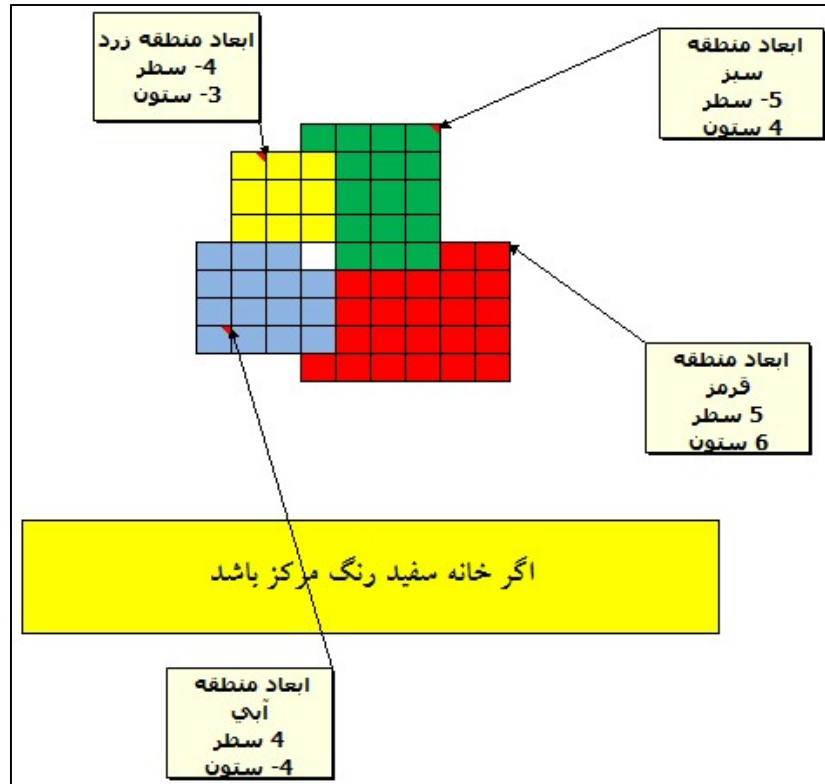 ابعاد منطقه زرد
-4 سطر
-3 ستون
ابعاد منطقه
سبز
-5 سطر
4 ستون
ابعاد منطقه
قرمز
5 سطر
6 ستون
اگر خانه سفید رنگ مرکز باشد
ابعاد منطقه
آبي
4 سطر
-4 ستون